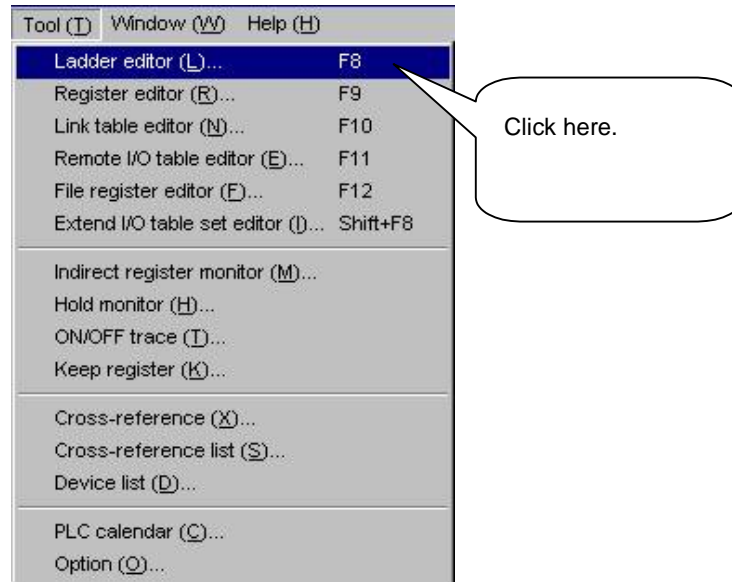 Tool (T) Window (W) Help (H)
Ladder editor (L)... F8
Click here.
Register editor (R)... F9
Link table editor (N)... F10
Remote I/O table editor (E)... F11
File register editor (F)... F12
Extend I/O table set editor (I)... Shift+F8
Indirect register monitor (M)...
Hold monitor (H)...
ON/OFF trace (T)...
Keep register (K)...
Cross-reference (X)...
Cross-reference list (S)...
Device list (D)...
PLC calendar (C)...
Option (O)...